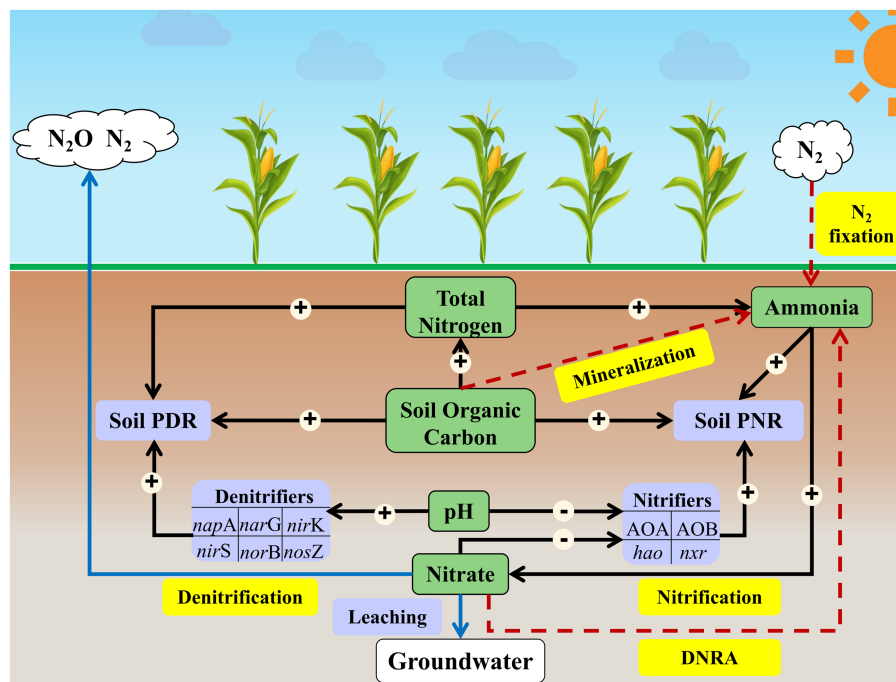 N₂O N₂
N₂
N₂
fixation
Total
Nitrogen
+
+
Ammonia
+
Mineralization
+
Soil PDR
+
Soil Organic
Carbon
+
Soil PNR
+
Denitrifiers
napA narG nirK
nirS norB nosZ
+
pH
-
Nitrifiers
AOA AOB
hao nxr
+
-
+
Nitrate
Denitrification
Leaching
Nitrification
Groundwater
DNRA